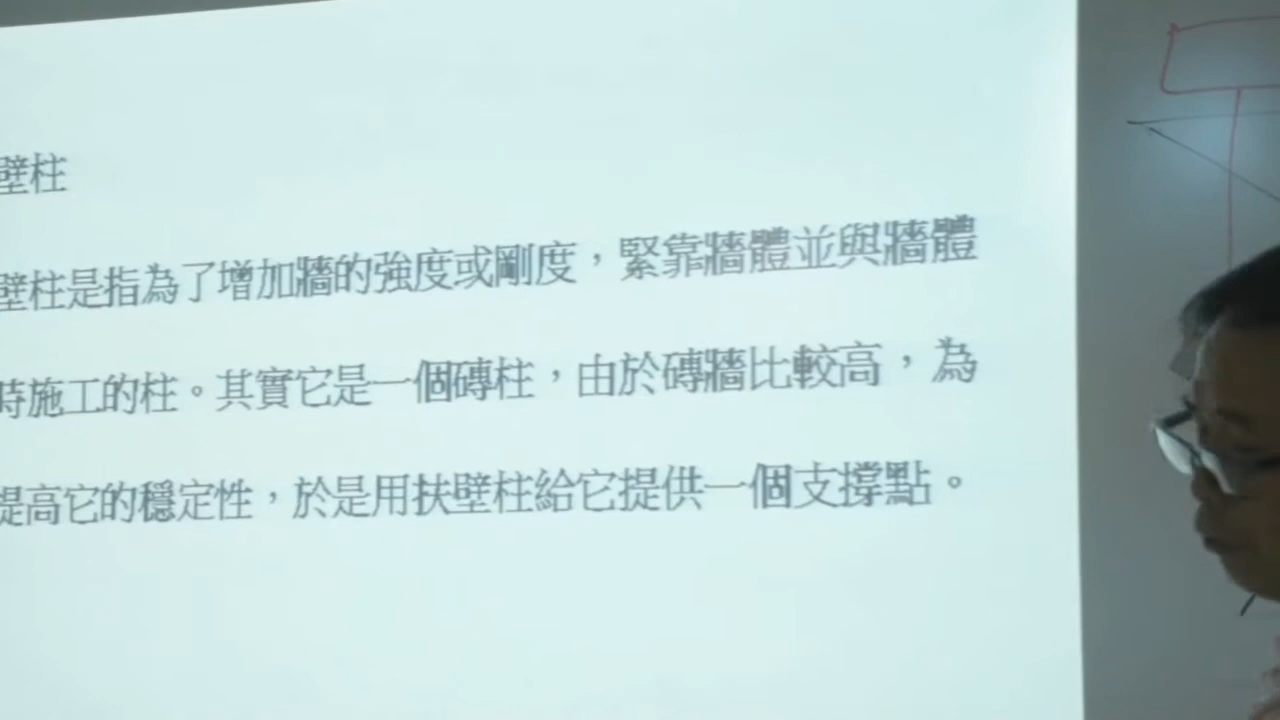 壁柱
壁柱是指為了增加牆的強度或剛度，緊靠牆體並與牆體
時施工的柱。其實它是一個磚柱，由於磚牆比較高，為
提高它的穩定性，於是用扶壁柱給它提供一個支撐點。